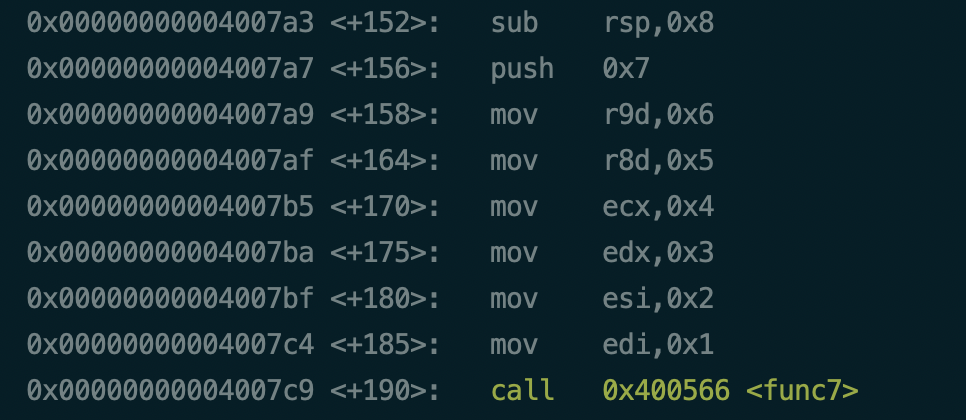 0x00000000004007a3 <+152>: sub rsp,0x8
0x00000000004007a7 <+156>: push 0x7
0x00000000004007a9 <+158>: mov r9d,0x6
0x00000000004007af <+164>: mov r8d,0x5
0x00000000004007b5 <+170>: mov ecx,0x4
0x00000000004007ba <+175>: mov edx,0x3
0x00000000004007bf <+180>: mov esi,0x2
0x00000000004007c4 <+185>: mov edi,0x1
0x00000000004007c9 <+190>: call 0x400566 <func7>